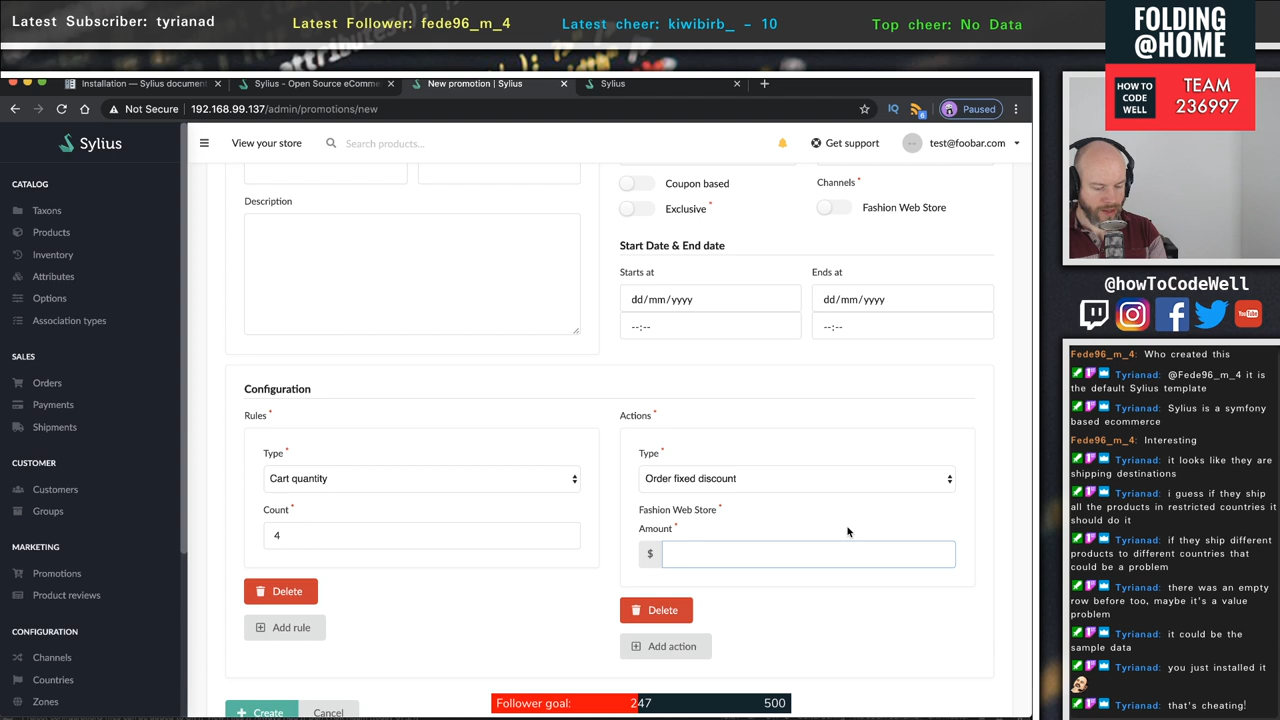 Latest Subscriber: tyrianad
Latest Follower: fede96_m_4
Latest cheer: kiwibirb_ - 10
Top cheer: No Data
FOLDING
@HOME
HOW TO
CODE
WELL
TEAM
236997
Installation — Sylius document
Sylius - Open Source eComme
New promotion | Sylius
Sylius
Not Secure
192.168.99.137/admin/promotions/new
IQ
6
Paused
Sylius
View your store
Search products...
Get support
test@foobar.com
CATALOG
Taxons
Products
Inventory
Attributes
Options
Association types
SALES
Orders
Payments
Shipments
CUSTOMER
Customers
Groups
MARKETING
Promotions
Product reviews
CONFIGURATION
Channels
Countries
Zones
Description
Coupon based
Exclusive *
Channels *
Fashion Web Store
Start Date & End date
Starts at
Ends at
dd/mm/yyyy
dd/mm/yyyy
--:--
--:--
Configuration
Rules *
Type *
Cart quantity
Count *
4
Delete
Add rule
Actions *
Type *
Order fixed discount
Fashion Web Store *
Amount *
$
Delete
Add action
Create
Cancel
Follower goal: 247 500
@howToCodeWell
You Tube
Fede96_m_4: Who created this
Tyrianad: @Fede96_m_4 it is
the default Sylius template
Tyrianad: Sylius is a symfony
based ecommerce
Fede96_m_4: Interesting
Tyrianad: it looks like they are
shipping destinations
Tyrianad: i guess if they ship
all the products in restricted countries it
should do it
Tyrianad: if they ship different
products to different countries that
could be a problem
Tyrianad: there was an empty
row before too, maybe it's a value
problem
Tyrianad: it could be the
sample data
Tyrianad: you just installed it
Tyrianad: that's cheating!